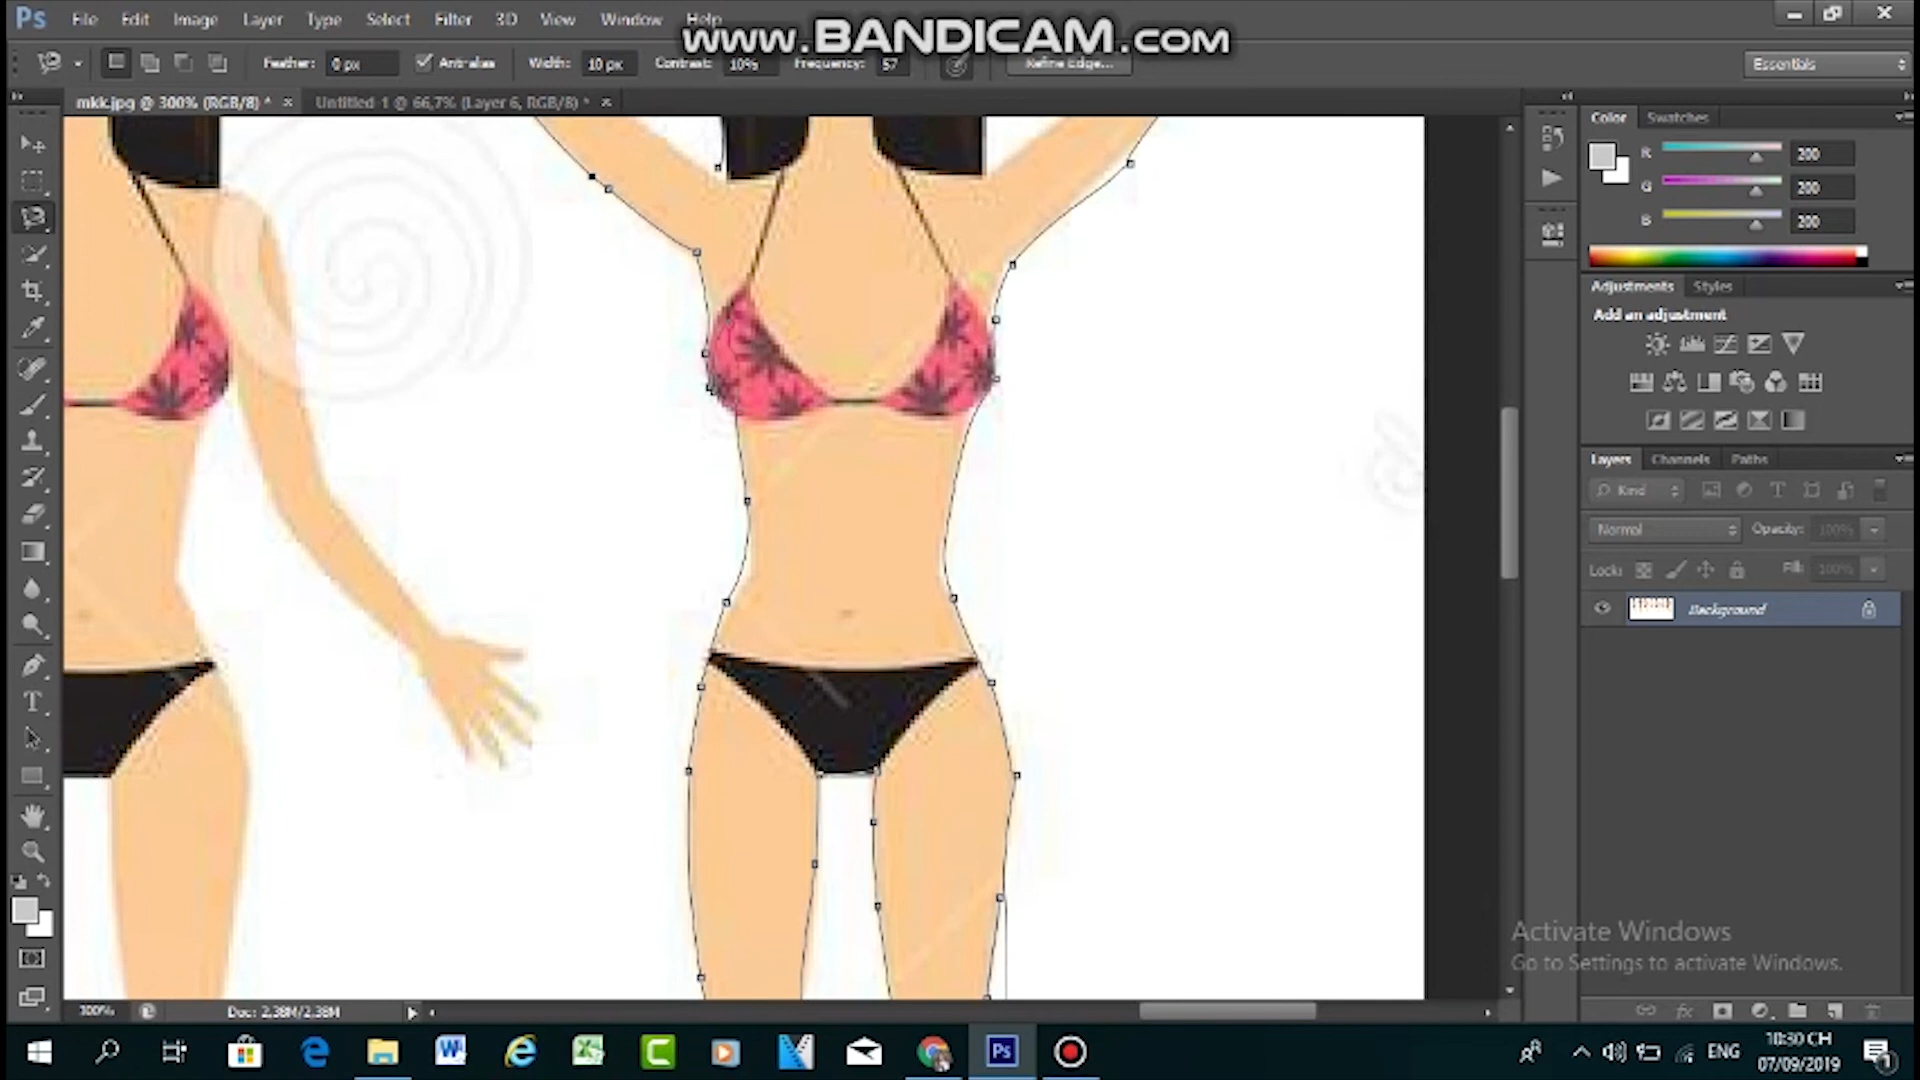 Ps File Edit Image Layer Type Select Filter 3D View Window Help
www.BANDICAM.com
Feather: 0 px Anti-alias Width: 10 px Contrast: 10% Frequency: 57 Refine Edge... Essentials
mkk.jpg @ 300% (RGB/8) * × Untitled-1 @ 66,7% (Layer 6, RGB/8) * ×
Color Swatches
R 200
G 200
B 200
Adjustments Styles
Add an adjustment
Layers Channels Paths
Kind
Normal Opacity: 100%
Lock: Fill: 100%
Background
Activate Windows
Go to Settings to activate Windows.
300% Doc: 2,38M/2,38M
ENG 10:30 CH
07/09/2019